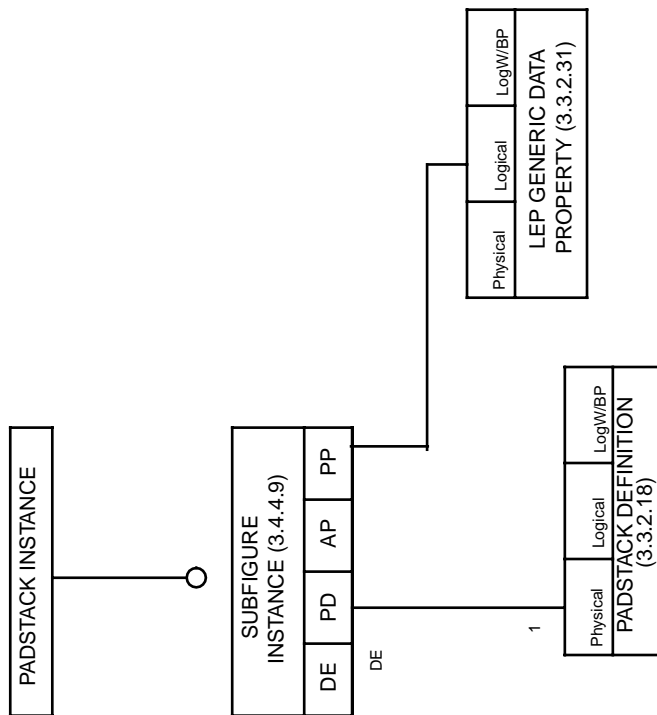 PADSTACK INSTANCE
SUBFIGURE
INSTANCE (3.4.4.9)
DE PD AP PP
DE
1
Physical Logical LogW/BP
PADSTACK DEFINITION
(3.3.2.18)
Physical Logical LogW/BP
LEP GENERIC DATA
PROPERTY (3.3.2.31)